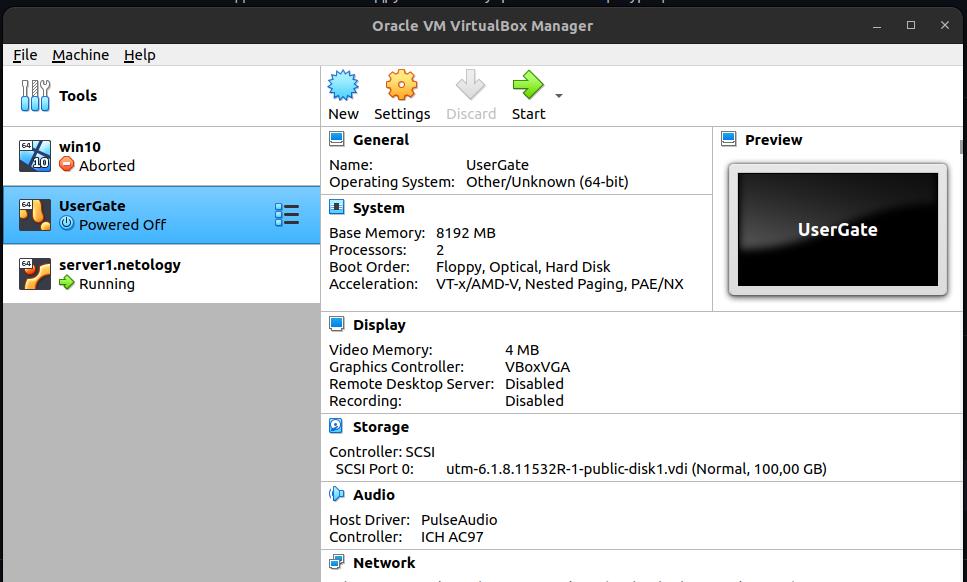 Oracle VM VirtualBox Manager
File Machine Help
Tools
New Settings Discard Start
64 10
win10
Aborted
64
UserGate
Powered Off
64
server1.netology
Running
General
Name: UserGate
Operating System: Other/Unknown (64-bit)
System
Base Memory: 8192 MB
Processors: 2
Boot Order: Floppy, Optical, Hard Disk
Acceleration: VT-x/AMD-V, Nested Paging, PAE/NX
Preview
UserGate
Display
Video Memory: 4 MB
Graphics Controller: VBoxVGA
Remote Desktop Server: Disabled
Recording: Disabled
Storage
Controller: SCSI
SCSI Port 0: utm-6.1.8.11532R-1-public-disk1.vdi (Normal, 100,00 GB)
Audio
Host Driver: PulseAudio
Controller: ICH AC97
Network